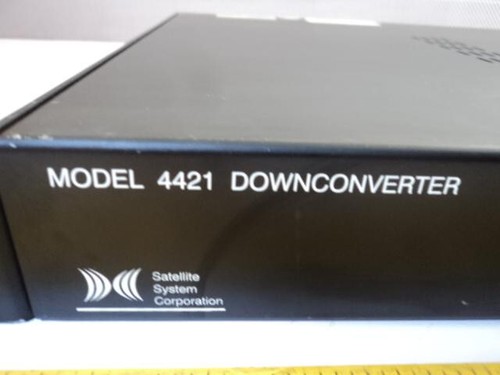 MODEL 4421 DOWNCONVERTER
Satellite
System
Corporation